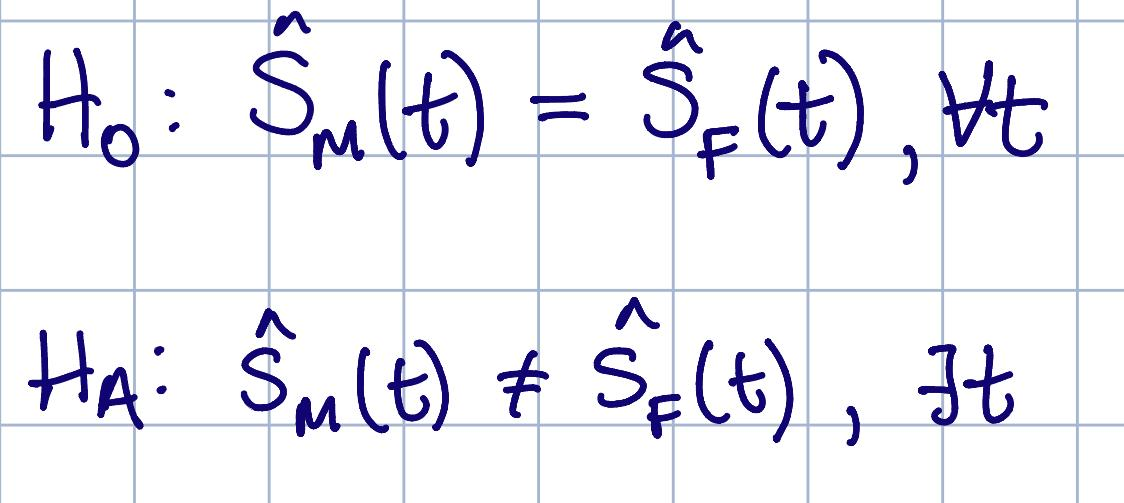 H₀: Ŝ_M(t) = Ŝ_F(t), ∀t
H_A: Ŝ_M(t) ≠ Ŝ_F(t), ∃t